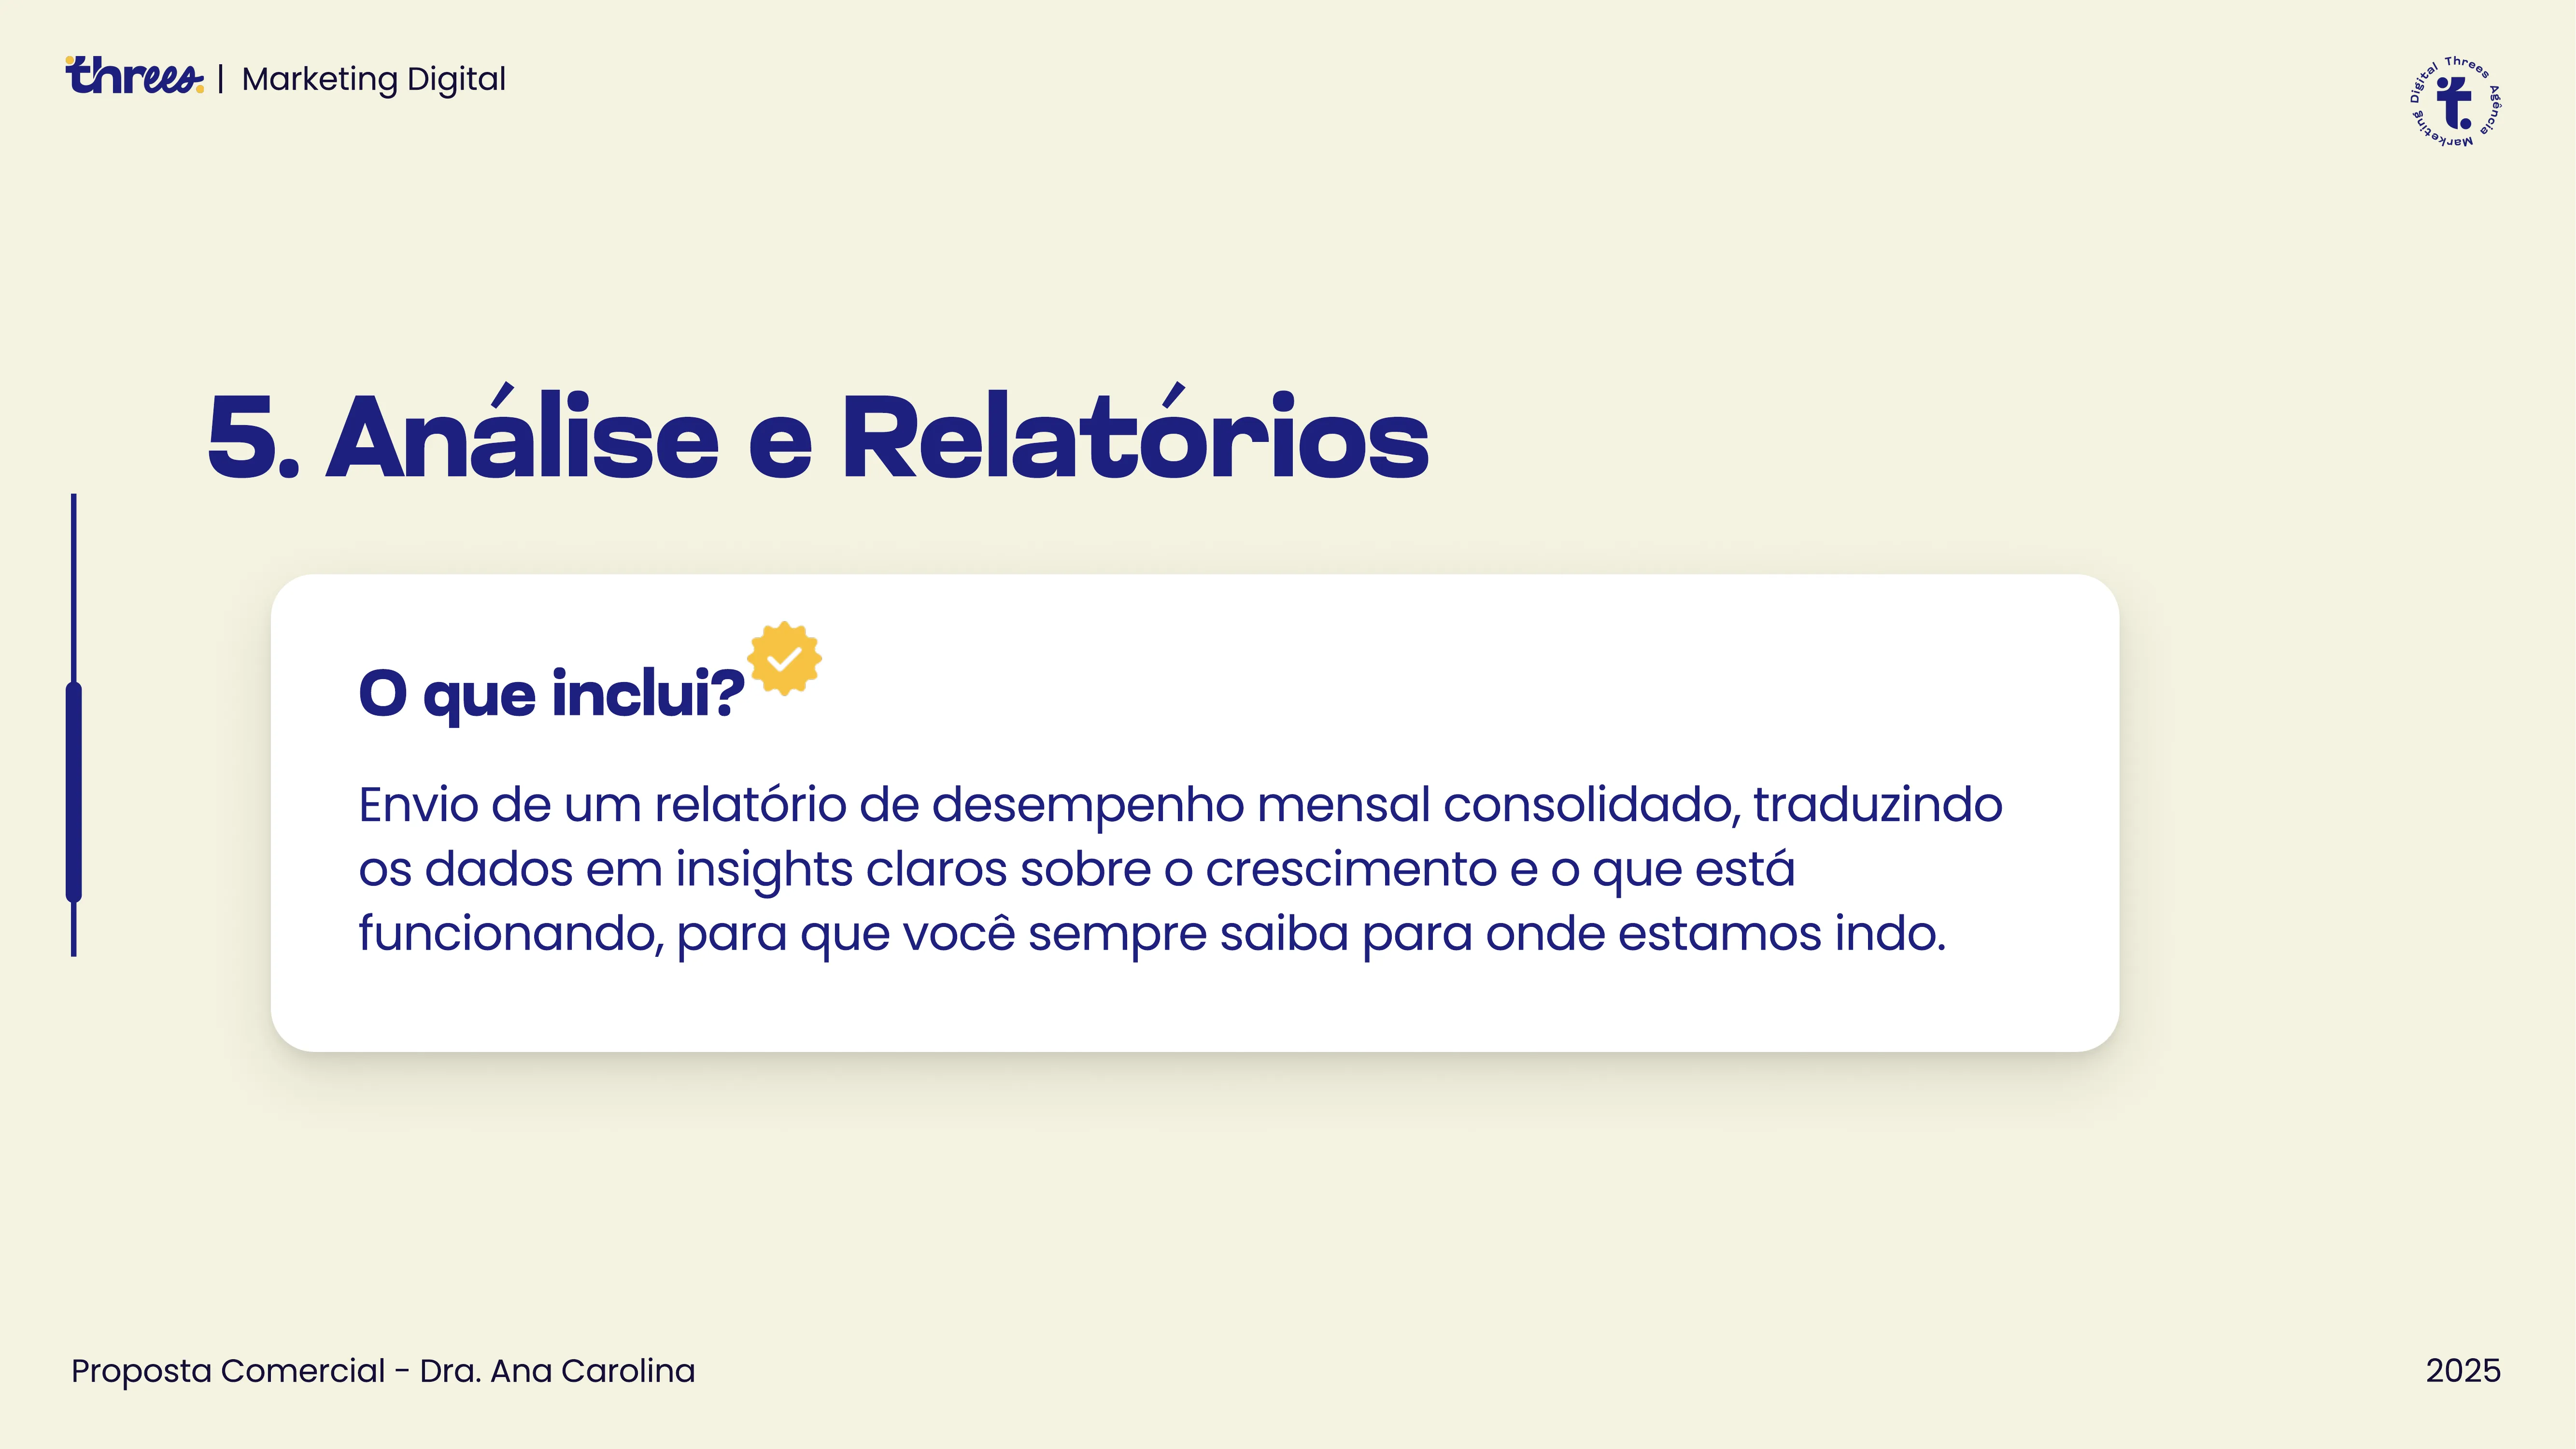 threes. | Marketing Digital
Threes Agência Marketing Digital
t.
5. Análise e Relatórios
O que inclui?
Envio de um relatório de desempenho mensal consolidado, traduzindo
os dados em insights claros sobre o crescimento e o que está
funcionando, para que você sempre saiba para onde estamos indo.
Proposta Comercial - Dra. Ana Carolina
2025